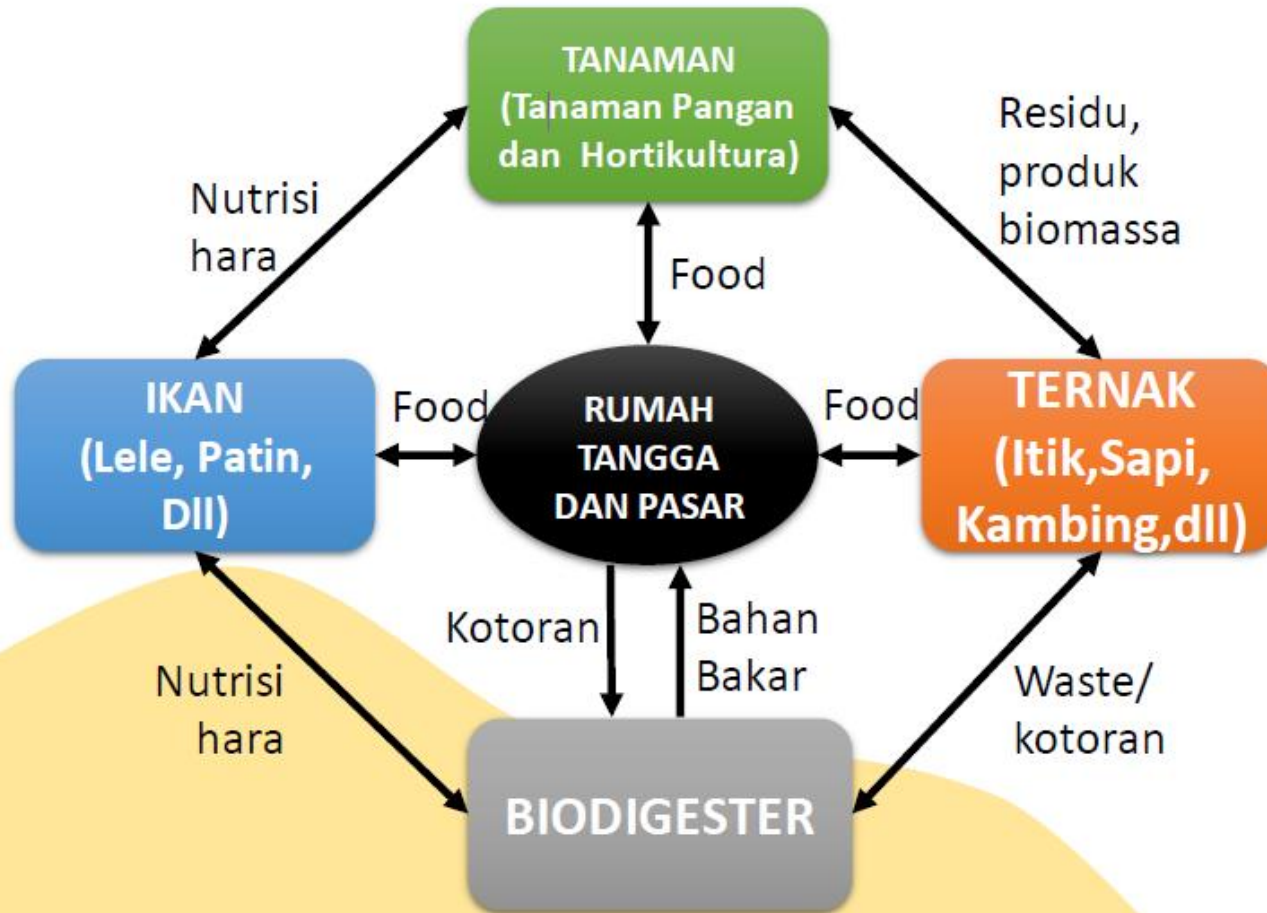 TANAMAN
(Tanaman Pangan
dan Hortikultura)
Nutrisi
hara
Residu,
produk
biomassa
Food
IKAN
(Lele, Patin,
Dll)
Food
RUMAH
TANGGA
DAN PASAR
Food
TERNAK
(Itik,Sapi,
Kambing,dll)
Kotoran
Bahan
Bakar
Nutrisi
hara
Waste/
kotoran
BIODIGESTER